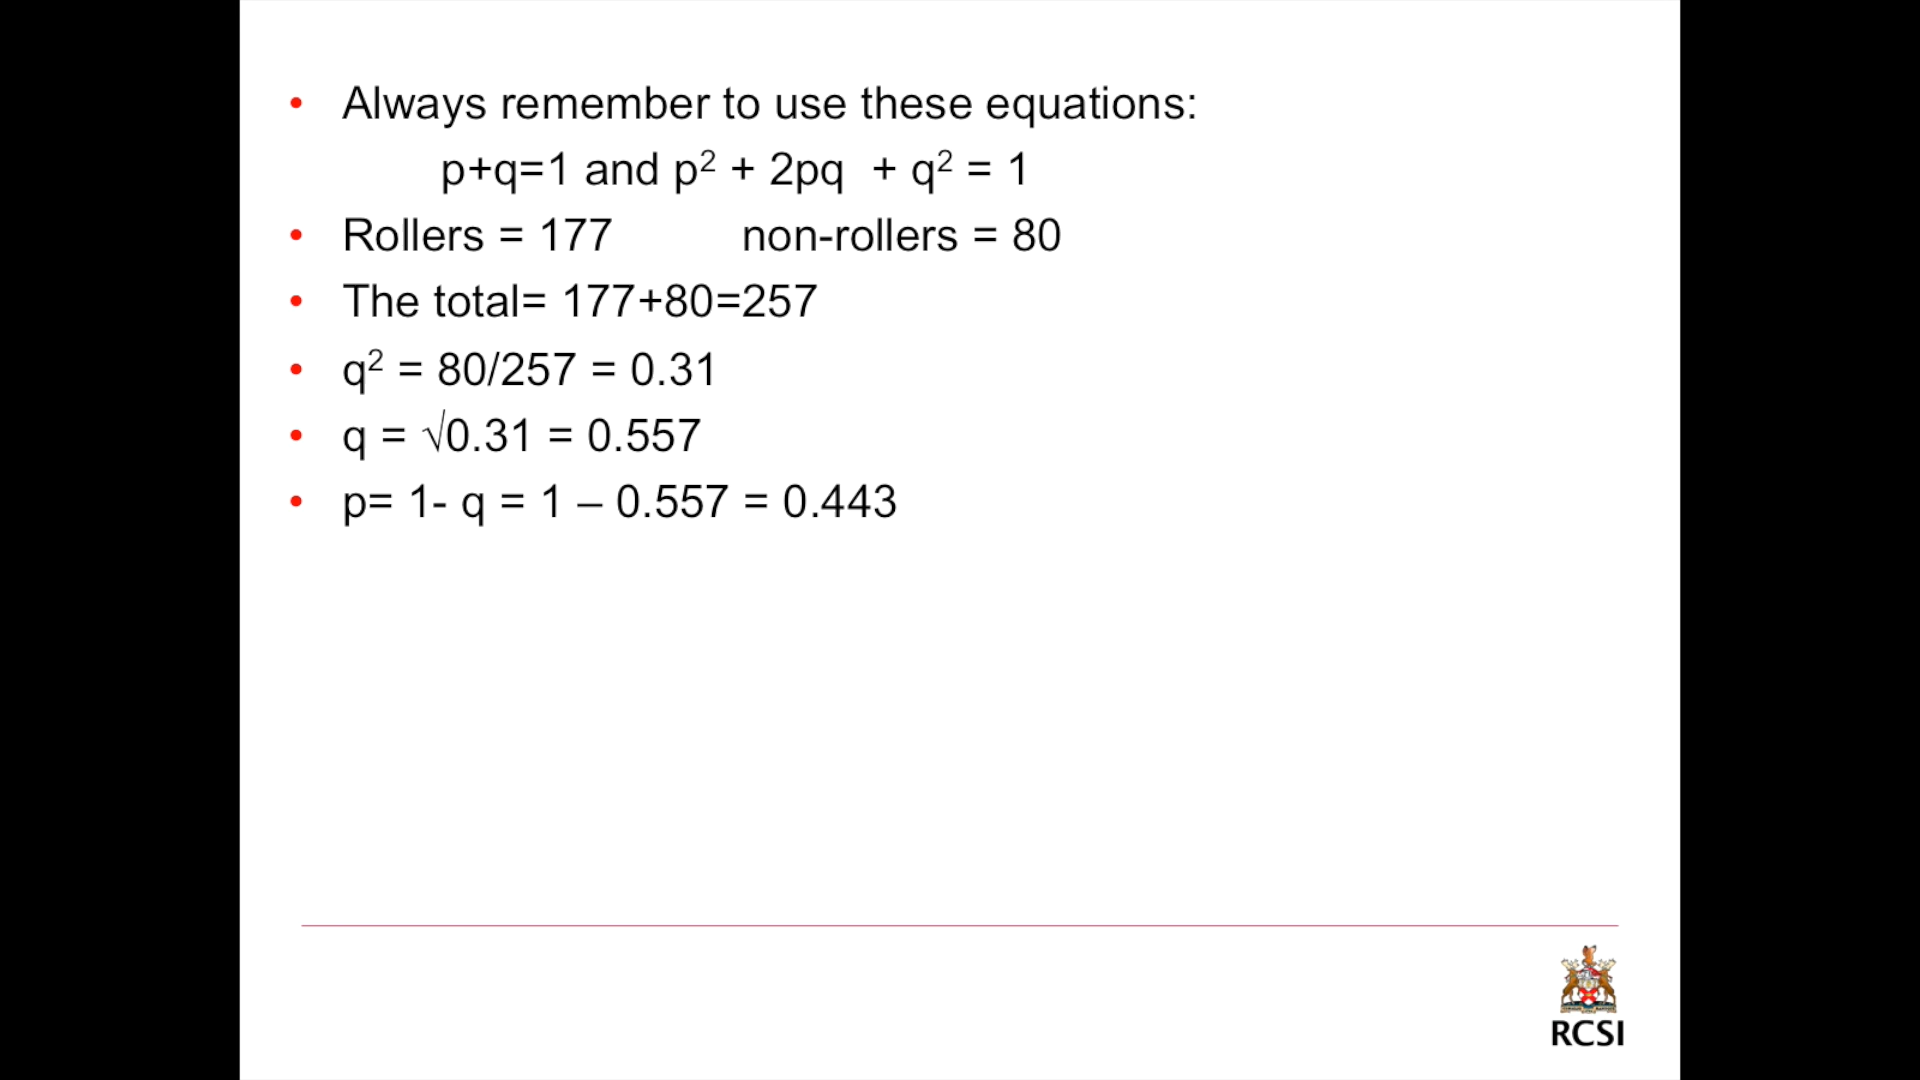 • Always remember to use these equations:
p+q=1 and p² + 2pq + q² = 1
• Rollers = 177 non-rollers = 80
• The total= 177+80=257
• q² = 80/257 = 0.31
• q = √0.31 = 0.557
• p= 1- q = 1 – 0.557 = 0.443
RCSI